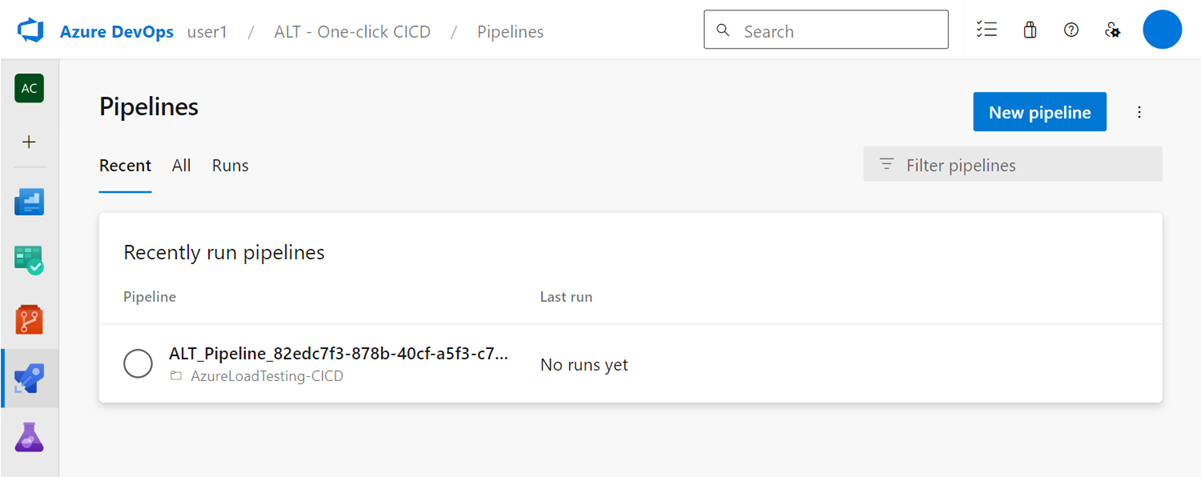 Azure DevOps user1 / ALT - One-click CICD / Pipelines Search
AC
Pipelines
New pipeline
Recent All Runs
Filter pipelines
Recently run pipelines
Pipeline Last run
ALT_Pipeline_82edc7f3-878b-40cf-a5f3-c7...
No runs yet
AzureLoadTesting-CICD